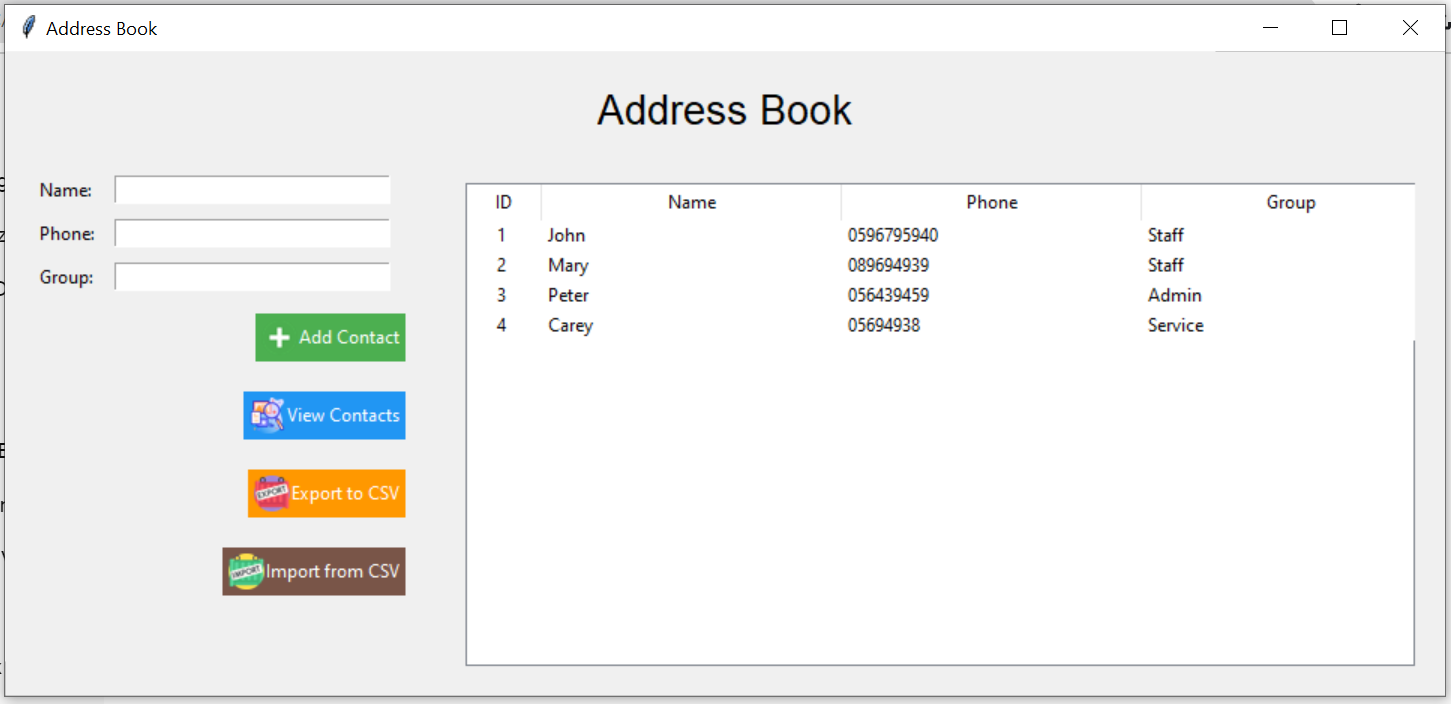 Address Book
Address Book
Name:
Phone:
Group:
Add Contact
View Contacts
EXPORT Export to CSV
IMPORT Import from CSV
ID Name Phone Group
1 John 0596795940 Staff
2 Mary 089694939 Staff
3 Peter 056439459 Admin
4 Carey 05694938 Service